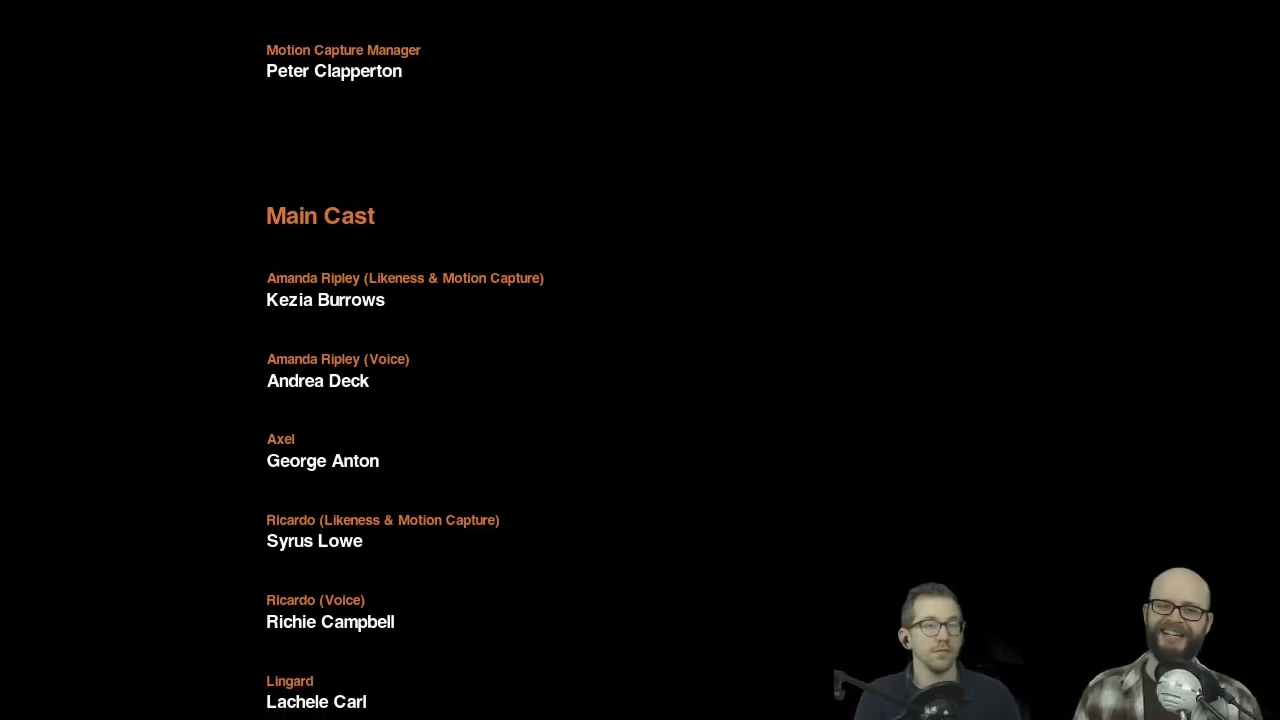 Motion Capture Manager
Peter Clapperton
Main Cast
Amanda Ripley (Likeness & Motion Capture)
Kezia Burrows
Amanda Ripley (Voice)
Andrea Deck
Axel
George Anton
Ricardo (Likeness & Motion Capture)
Syrus Lowe
Ricardo (Voice)
Richie Campbell
Lingard
Lachele Carl